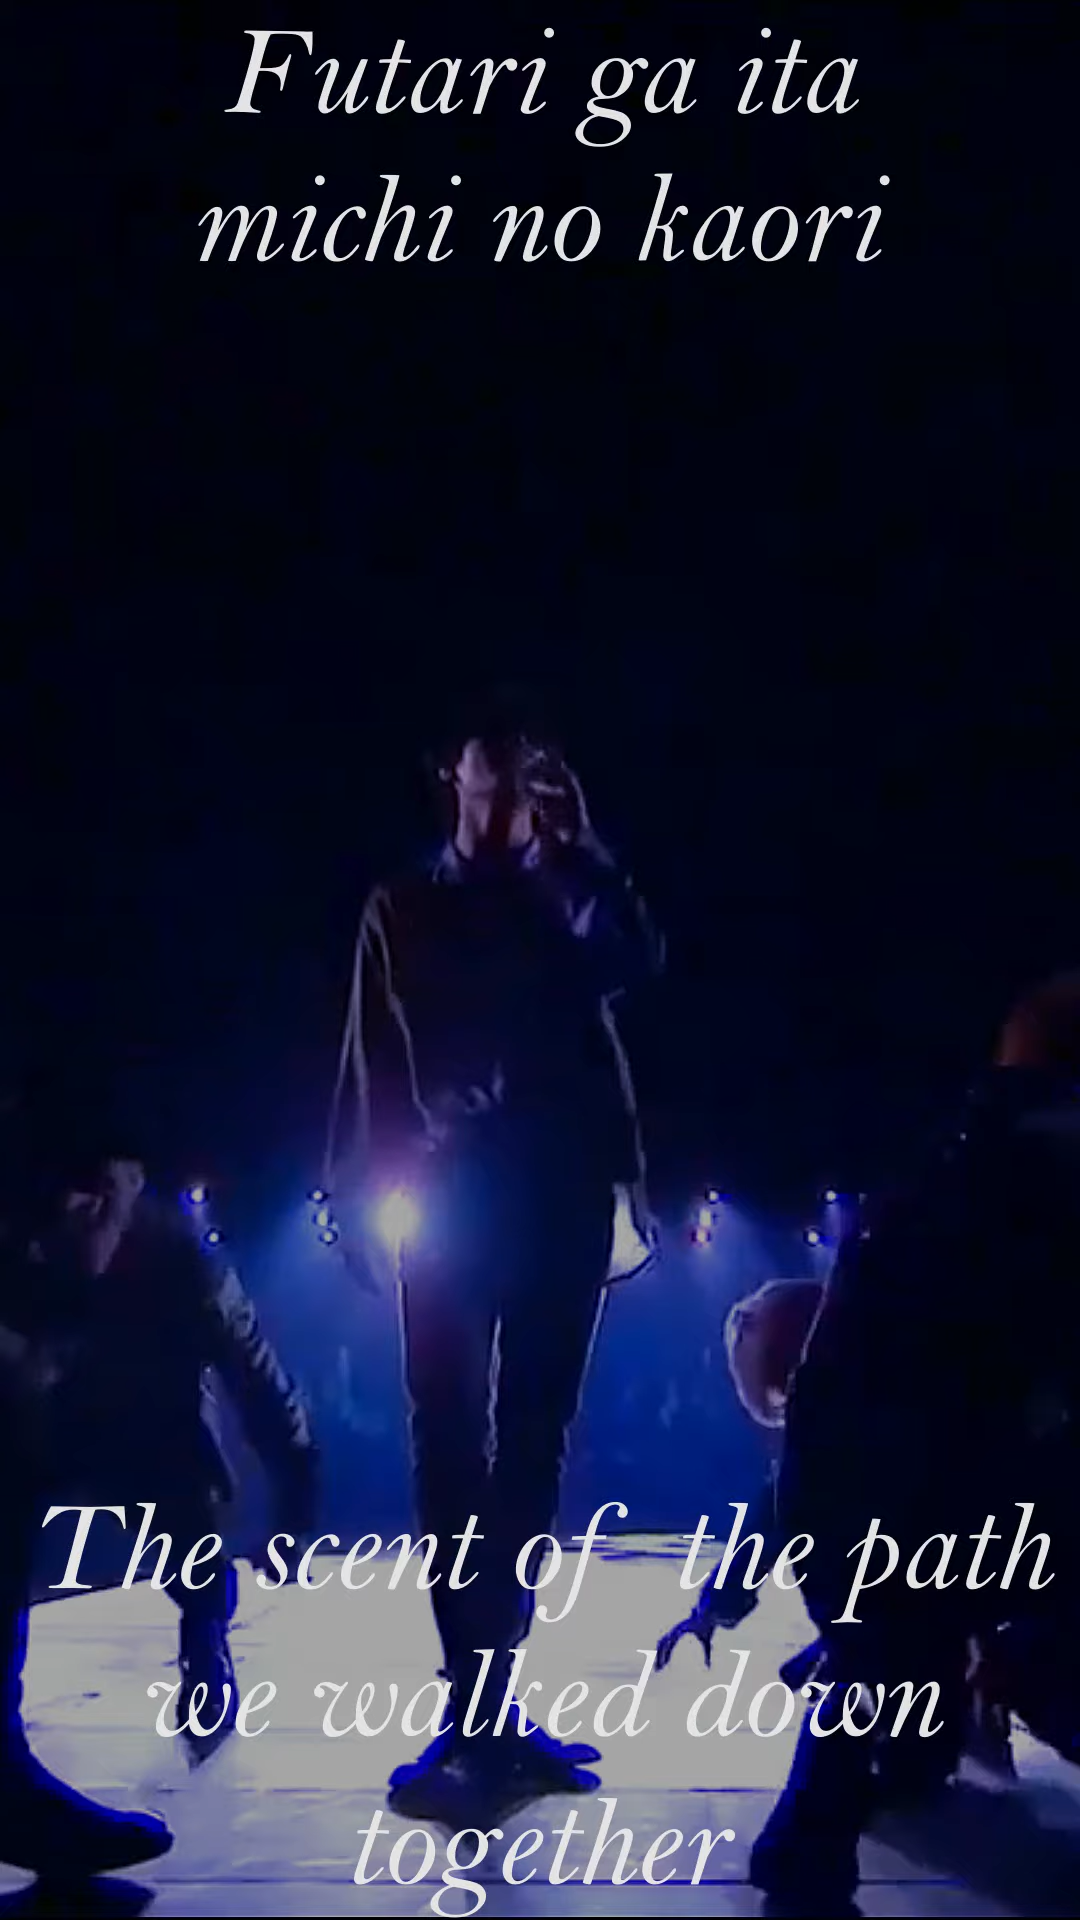 Futari ga ita
michi no kaori
The scent of the path
we walked down
together